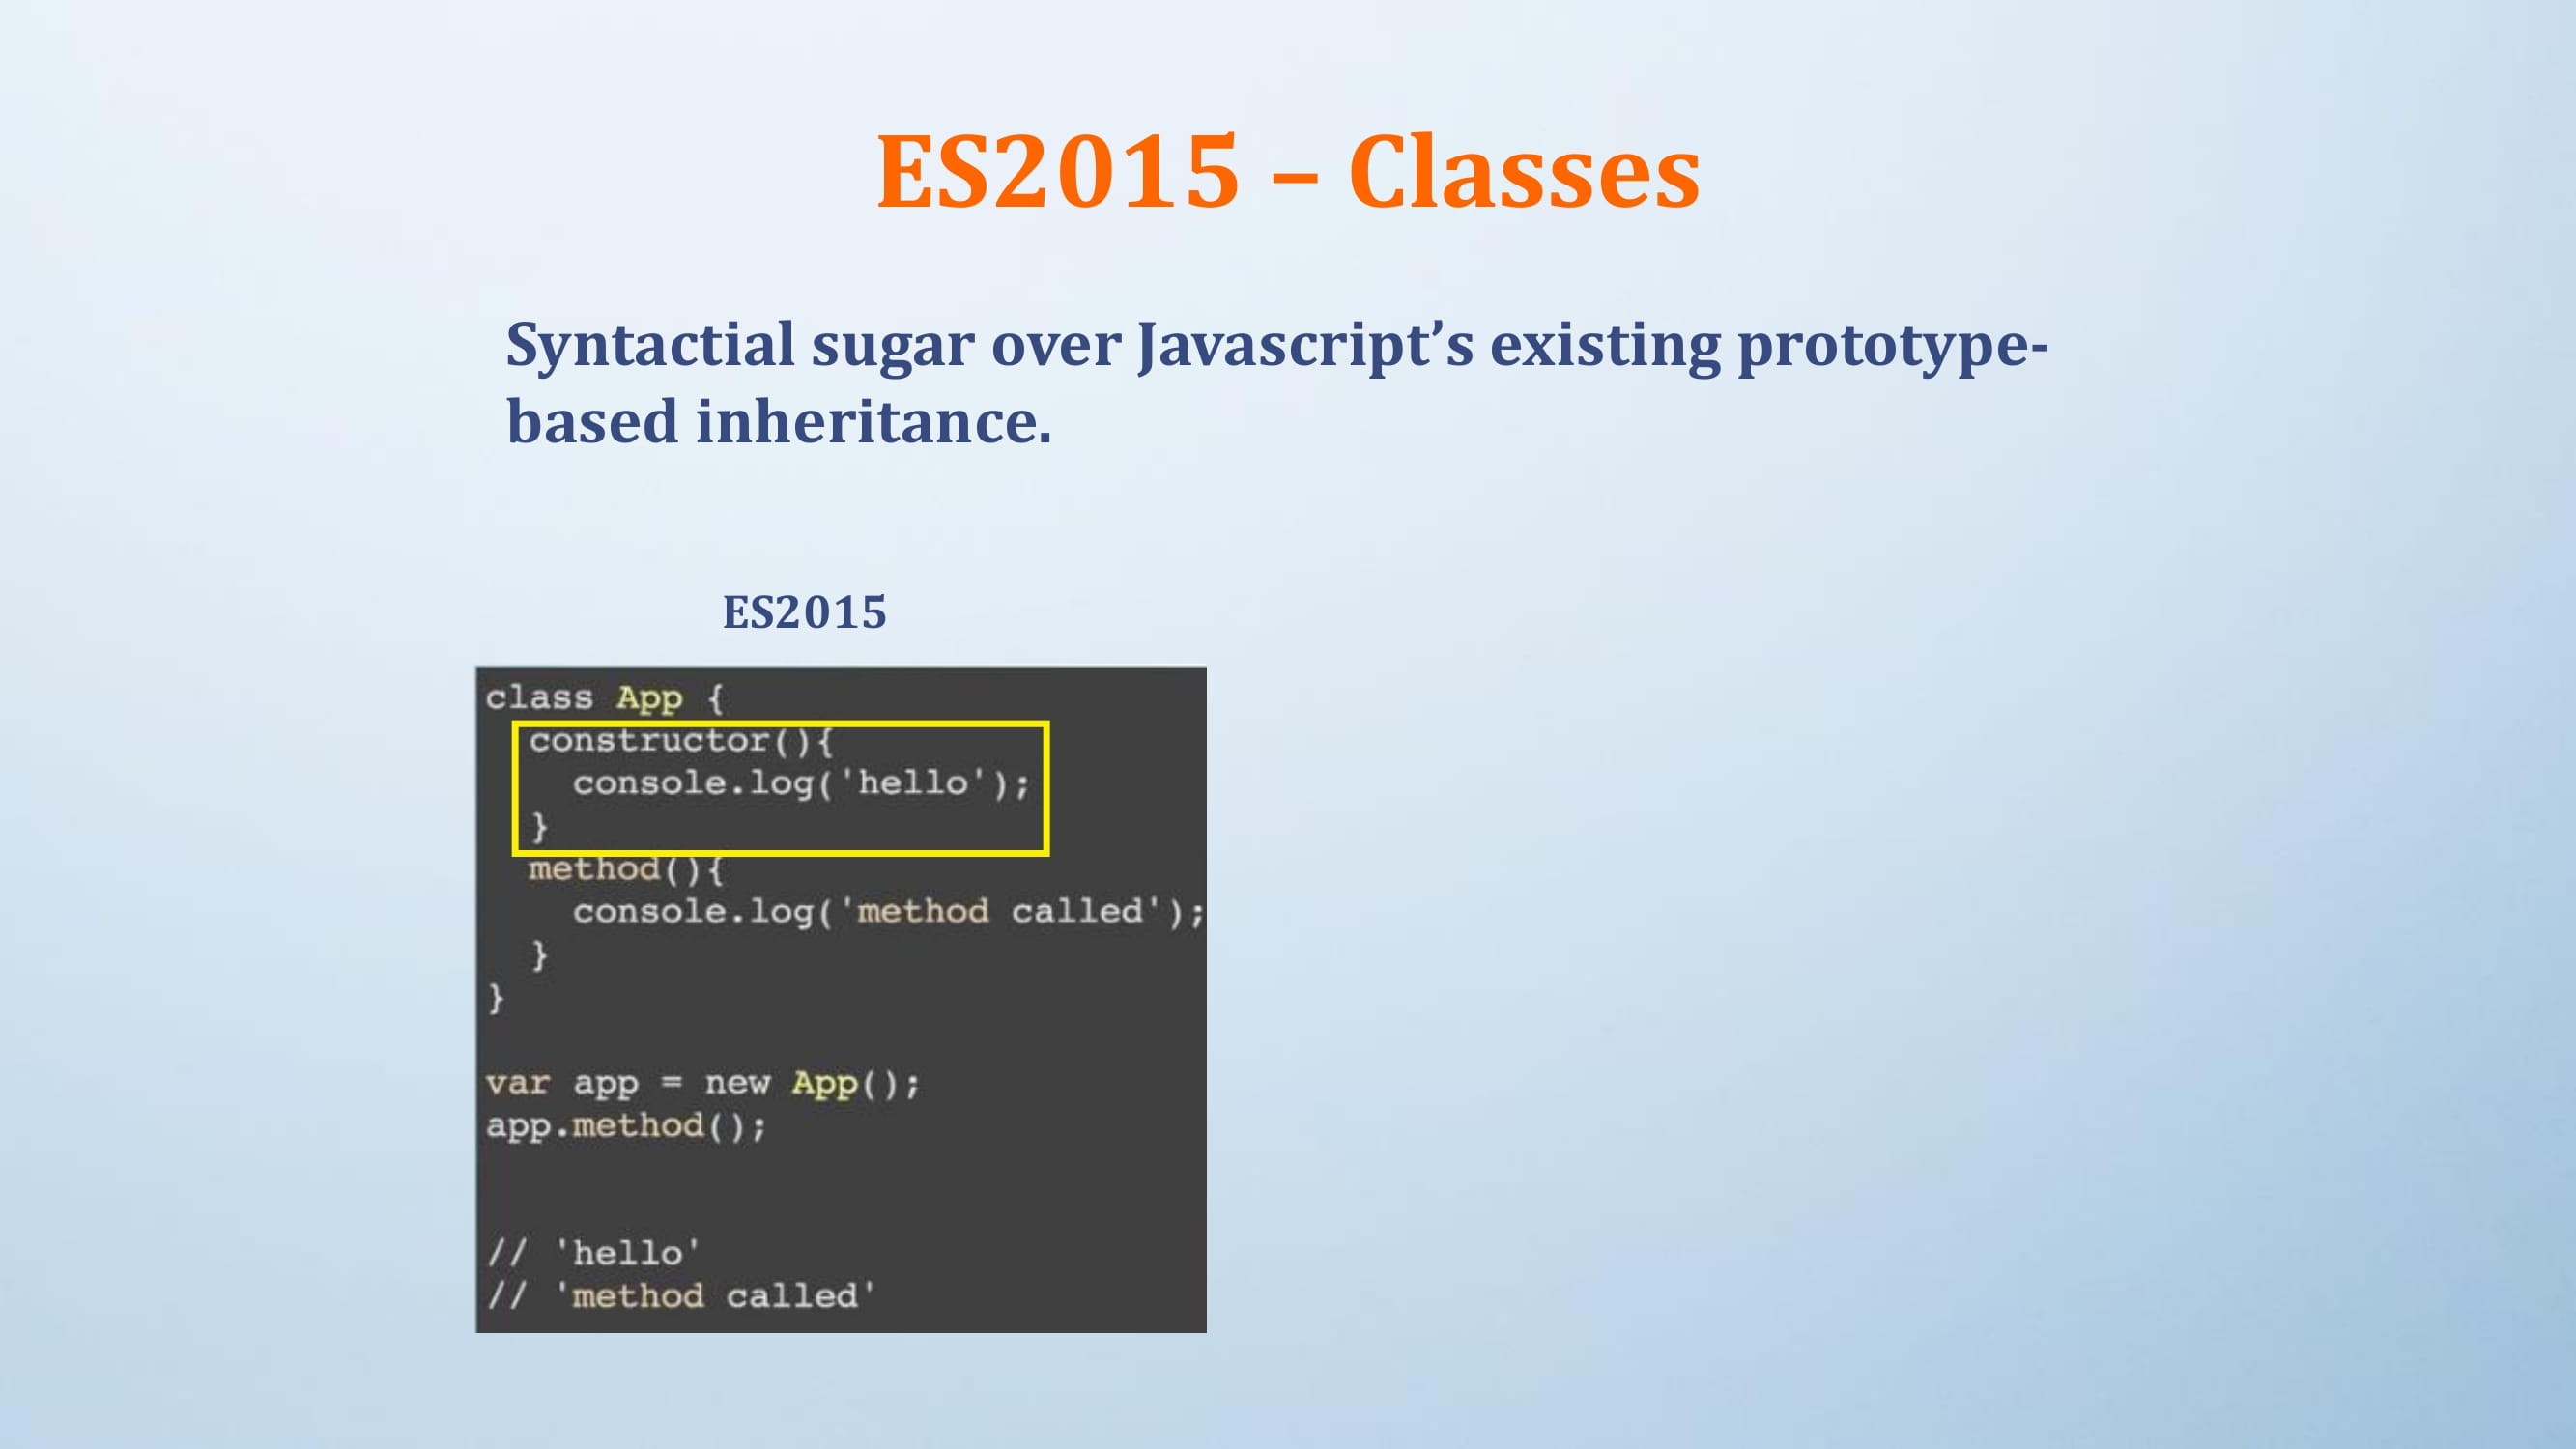 ES2015 – Classes
Syntactial sugar over Javascript’s existing prototype-
based inheritance.
ES2015
class App {
  constructor(){
    console.log('hello');
  }
  method(){
    console.log('method called');
  }
}
var app = new App();
app.method();
// 'hello'
// 'method called'